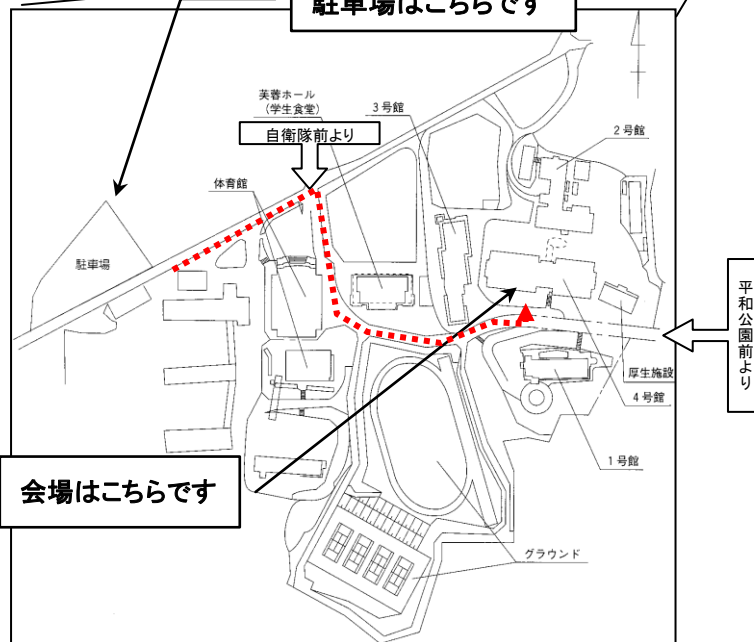 駐車場はこちらです
芙蓉ホール
(学生食堂)
3号館
自衛隊前より
2号館
体育館
駐車場
平和公園前より
厚生施設
4号館
1号館
会場はこちらです
グラウンド